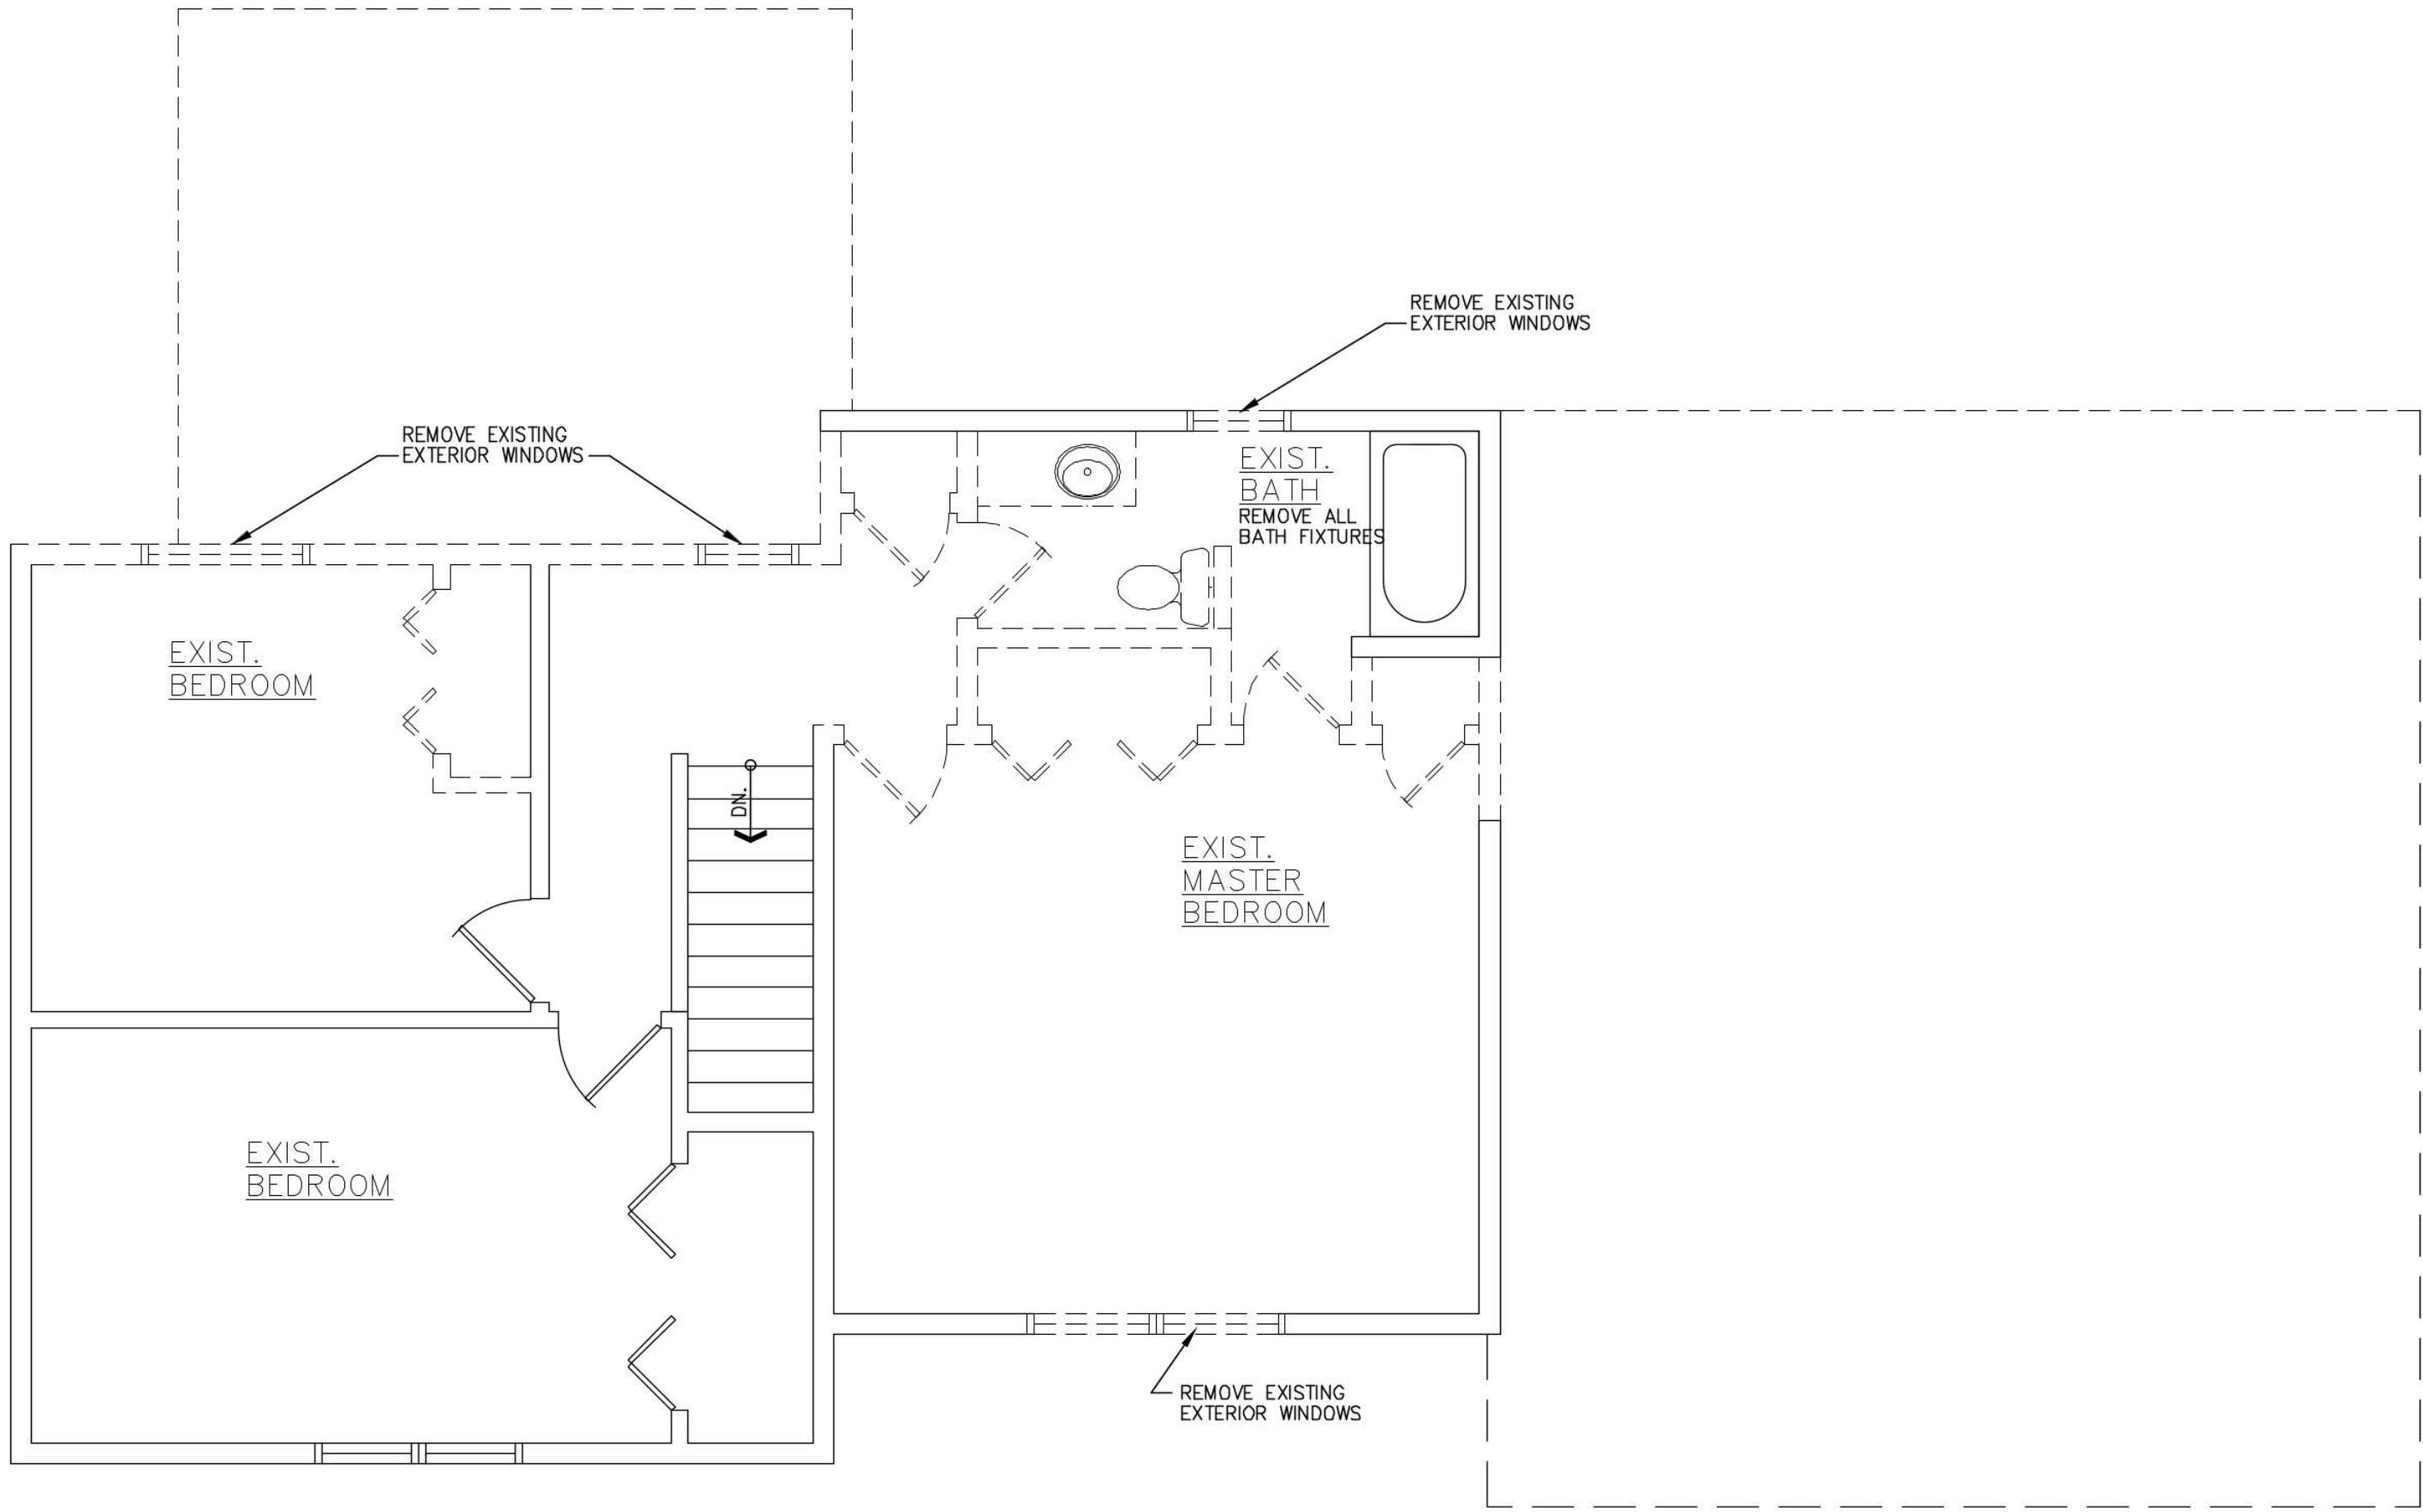 REMOVE EXISTING
EXTERIOR WINDOWS
REMOVE EXISTING
EXTERIOR WINDOWS
EXIST.
BATH
REMOVE ALL
BATH FIXTURES
EXIST.
BEDROOM
DN.
EXIST.
MASTER
BEDROOM
EXIST.
BEDROOM
REMOVE EXISTING
EXTERIOR WINDOWS